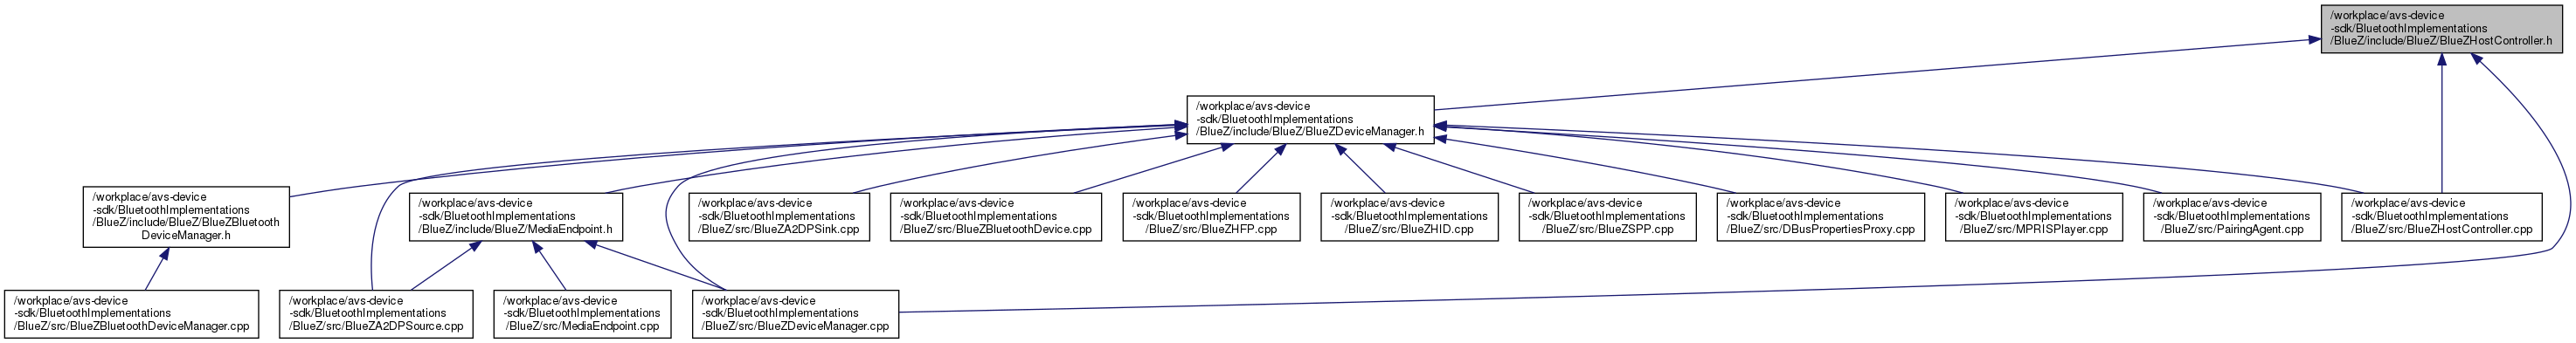 /workplace/avs-device
-sdk/BluetoothImplementations
/BlueZ/include/BlueZ/BlueZHostController.h
/workplace/avs-device
-sdk/BluetoothImplementations
/BlueZ/include/BlueZ/BlueZDeviceManager.h
/workplace/avs-device
-sdk/BluetoothImplementations
/BlueZ/include/BlueZ/BlueZBluetooth
DeviceManager.h
/workplace/avs-device
-sdk/BluetoothImplementations
/BlueZ/include/BlueZ/MediaEndpoint.h
/workplace/avs-device
-sdk/BluetoothImplementations
/BlueZ/src/BlueZA2DPSink.cpp
/workplace/avs-device
-sdk/BluetoothImplementations
/BlueZ/src/BlueZBluetoothDevice.cpp
/workplace/avs-device
-sdk/BluetoothImplementations
/BlueZ/src/BlueZHFP.cpp
/workplace/avs-device
-sdk/BluetoothImplementations
/BlueZ/src/BlueZHID.cpp
/workplace/avs-device
-sdk/BluetoothImplementations
/BlueZ/src/BlueZSPP.cpp
/workplace/avs-device
-sdk/BluetoothImplementations
/BlueZ/src/DBusPropertiesProxy.cpp
/workplace/avs-device
-sdk/BluetoothImplementations
/BlueZ/src/MPRISPlayer.cpp
/workplace/avs-device
-sdk/BluetoothImplementations
/BlueZ/src/PairingAgent.cpp
/workplace/avs-device
-sdk/BluetoothImplementations
/BlueZ/src/BlueZHostController.cpp
/workplace/avs-device
-sdk/BluetoothImplementations
/BlueZ/src/BlueZBluetoothDeviceManager.cpp
/workplace/avs-device
-sdk/BluetoothImplementations
/BlueZ/src/BlueZA2DPSource.cpp
/workplace/avs-device
-sdk/BluetoothImplementations
/BlueZ/src/MediaEndpoint.cpp
/workplace/avs-device
-sdk/BluetoothImplementations
/BlueZ/src/BlueZDeviceManager.cpp